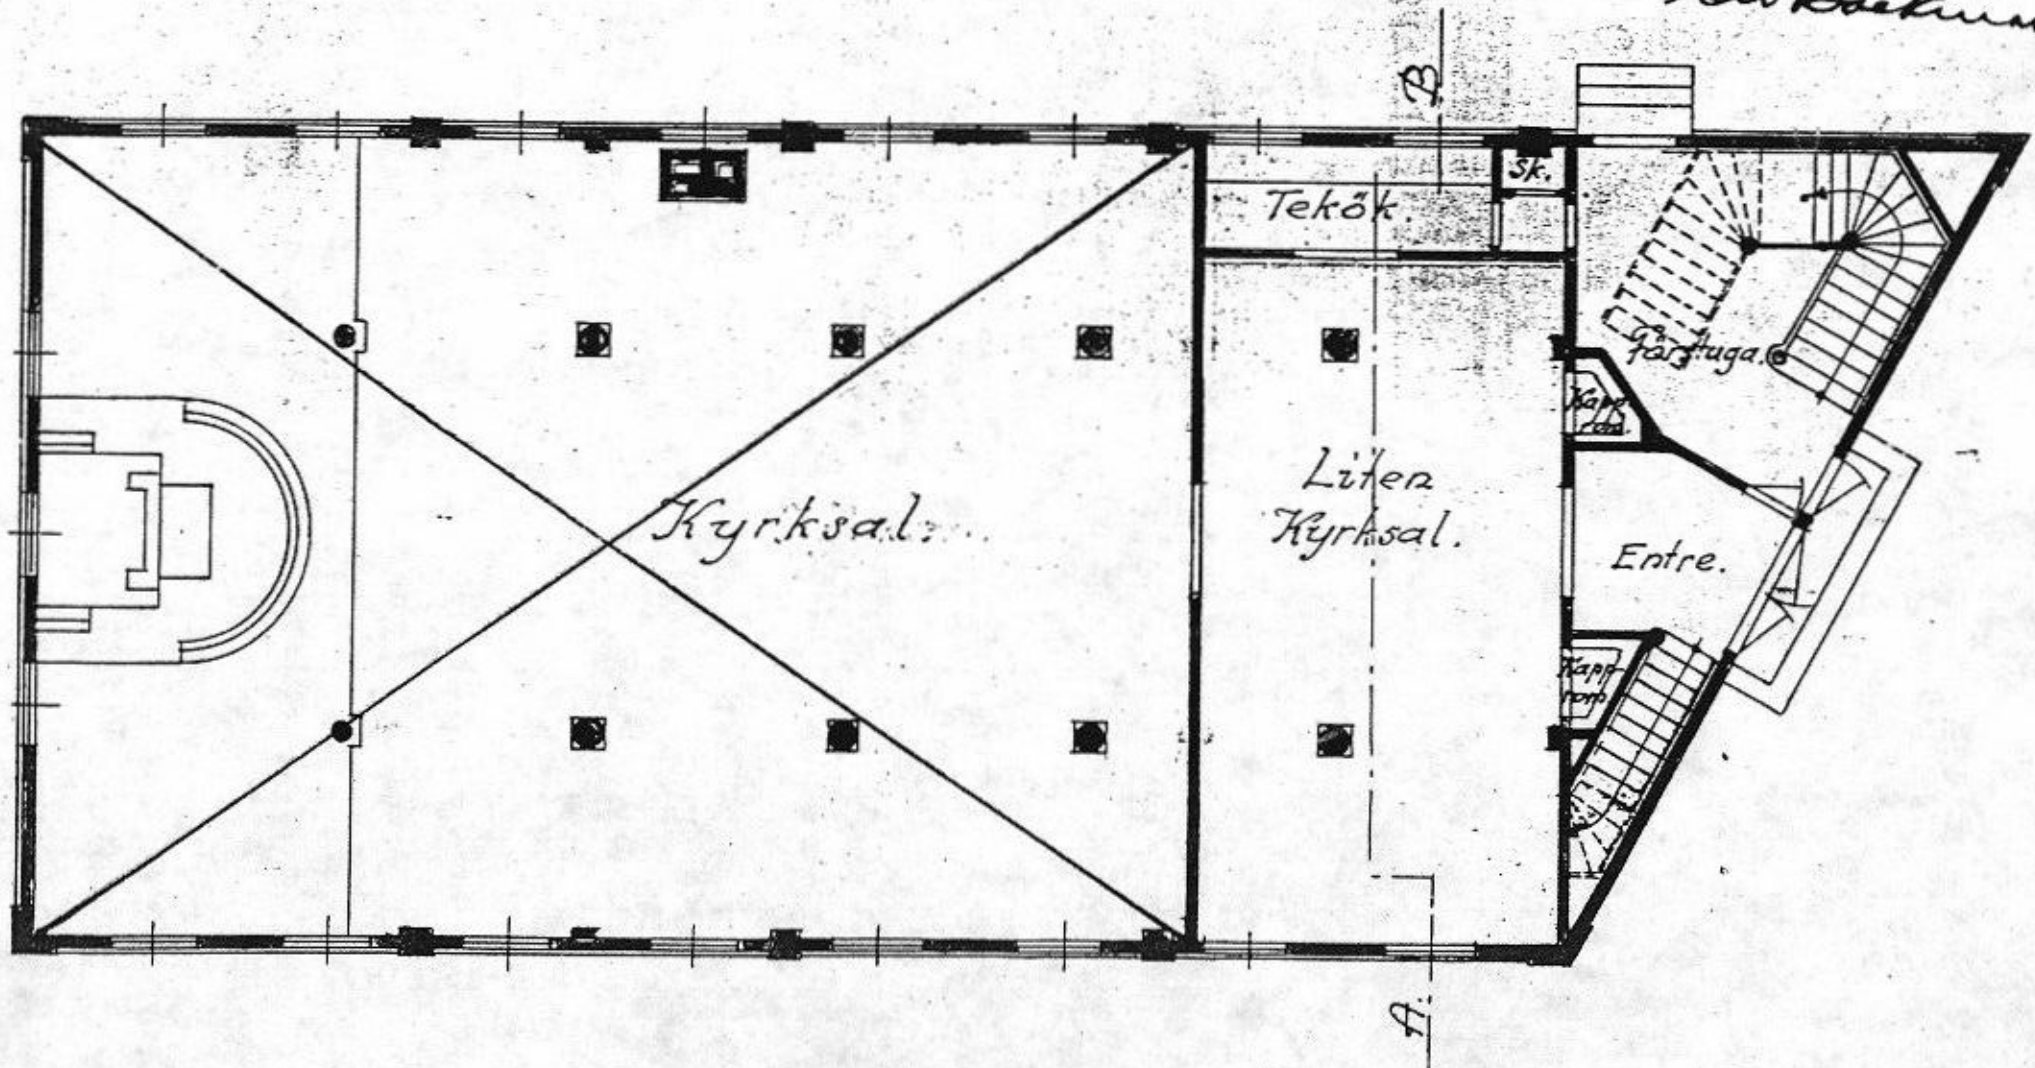 B
Sk.
Tekök.
Förstuga.
Kapp
rum.
Liten
Kyrksal.
Kyrksal.
Entre.
Kapp
rum
A.